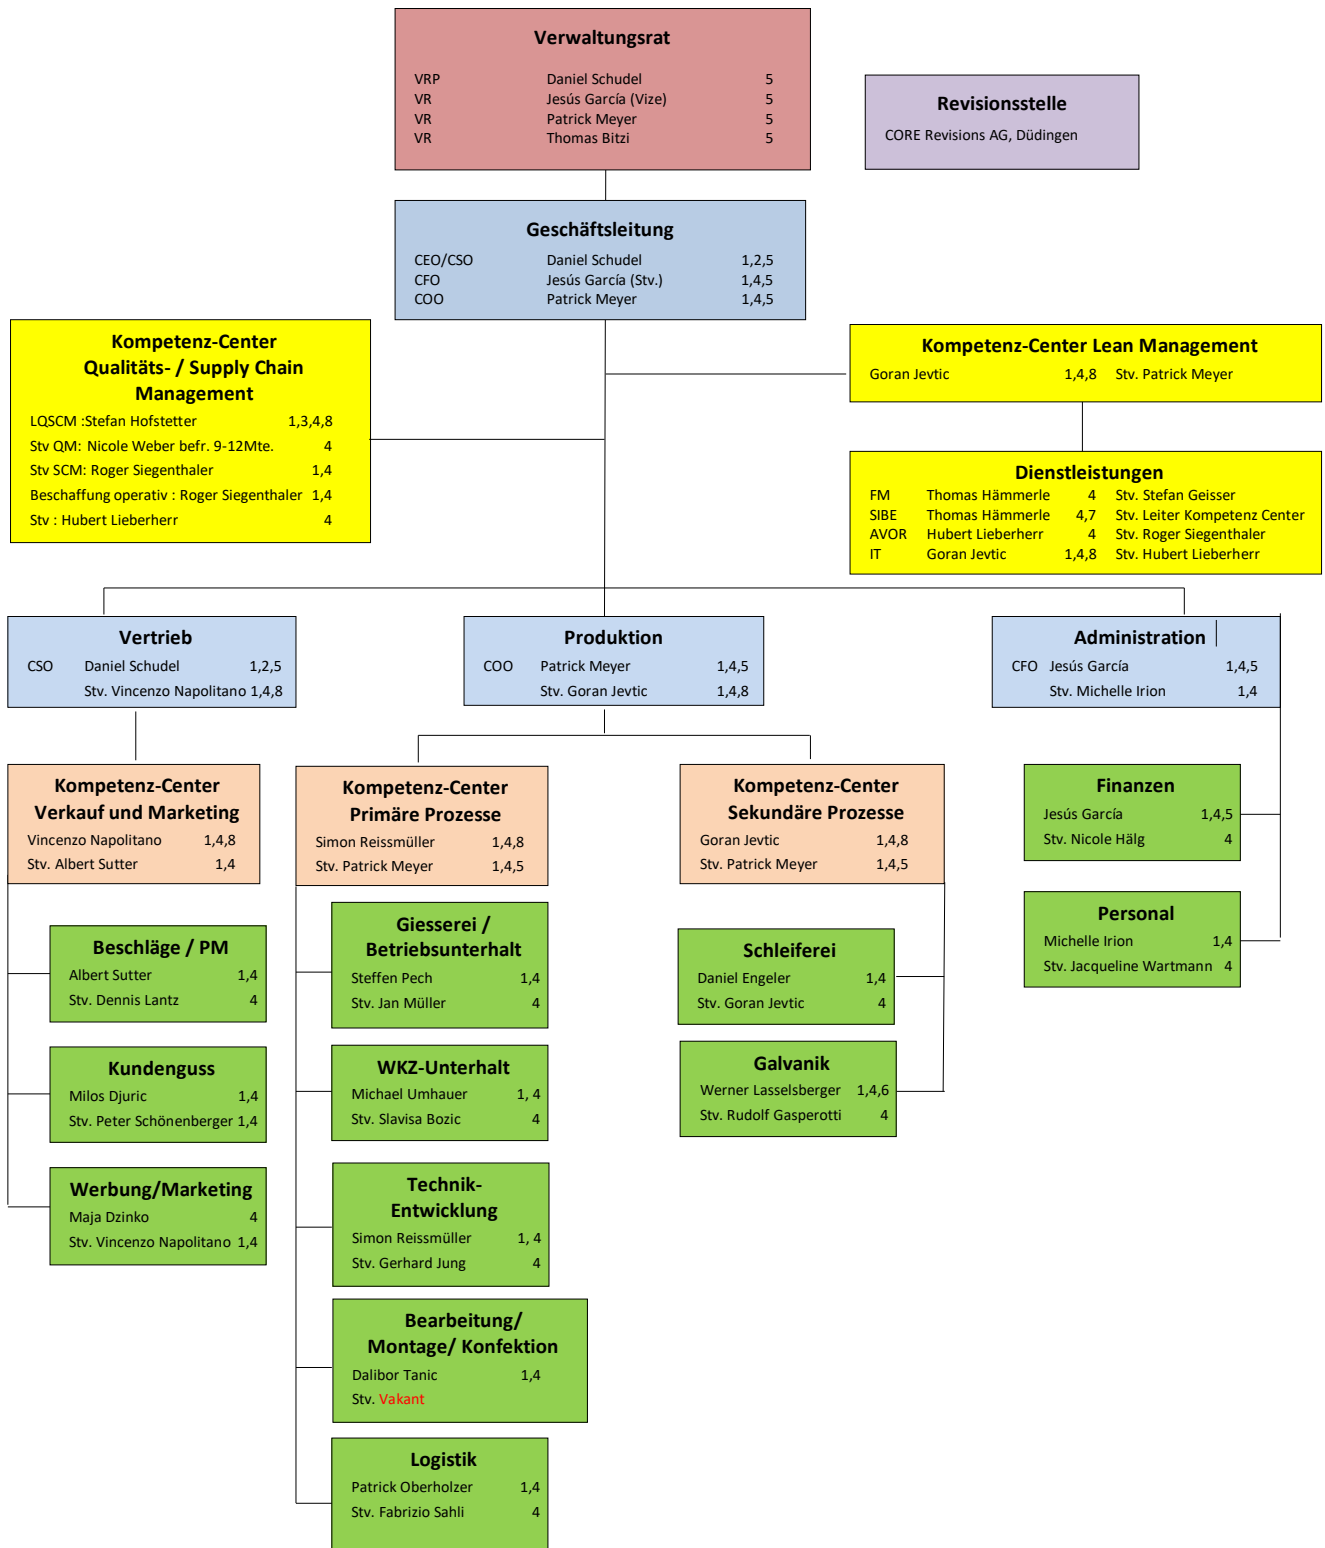 Verwaltungsrat
VRP Daniel Schudel 5
VR Jesús García (Vize) 5
VR Patrick Meyer 5
VR Thomas Bitzi 5
Revisionsstelle
CORE Revisions AG, Düdingen
Geschäftsleitung
CEO/CSO Daniel Schudel 1,2,5
CFO Jesús García (Stv.) 1,4,5
COO Patrick Meyer 1,4,5
Kompetenz-Center
Qualitäts- / Supply Chain
Management
LQSCM :Stefan Hofstetter 1,3,4,8
Stv QM: Nicole Weber befr. 9-12Mte. 4
Stv SCM: Roger Siegenthaler 1,4
Beschaffung operativ : Roger Siegenthaler 1,4
Stv : Hubert Lieberherr 4
Kompetenz-Center Lean Management
Goran Jevtic 1,4,8 Stv. Patrick Meyer
Dienstleistungen
FM Thomas Hämmerle 4 Stv. Stefan Geisser
SIBE Thomas Hämmerle 4,7 Stv. Leiter Kompetenz Center
AVOR Hubert Lieberherr 4 Stv. Roger Siegenthaler
IT Goran Jevtic 1,4,8 Stv. Hubert Lieberherr
Vertrieb
CSO Daniel Schudel 1,2,5
Stv. Vincenzo Napolitano 1,4,8
Produktion
COO Patrick Meyer 1,4,5
Stv. Goran Jevtic 1,4,8
Administration
CFO Jesús García 1,4,5
Stv. Michelle Irion 1,4
Kompetenz-Center
Verkauf und Marketing
Vincenzo Napolitano 1,4,8
Stv. Albert Sutter 1,4
Beschläge / PM
Albert Sutter 1,4
Stv. Dennis Lantz 4
Kundenguss
Milos Djuric 1,4
Stv. Peter Schönenberger 1,4
Werbung/Marketing
Maja Dzinko 4
Stv. Vincenzo Napolitano 1,4
Kompetenz-Center
Primäre Prozesse
Simon Reissmüller 1,4,8
Stv. Patrick Meyer 1,4,5
Giesserei /
Betriebsunterhalt
Steffen Pech 1,4
Stv. Jan Müller 4
WKZ-Unterhalt
Michael Umhauer 1, 4
Stv. Slavisa Bozic 4
Technik-
Entwicklung
Simon Reissmüller 1, 4
Stv. Gerhard Jung 4
Bearbeitung/
Montage/ Konfektion
Dalibor Tanic 1,4
Stv. Vakant
Logistik
Patrick Oberholzer 1,4
Stv. Fabrizio Sahli 4
Kompetenz-Center
Sekundäre Prozesse
Goran Jevtic 1,4,8
Stv. Patrick Meyer 1,4,5
Schleiferei
Daniel Engeler 1,4
Stv. Goran Jevtic 4
Galvanik
Werner Lasselsberger 1,4,6
Stv. Rudolf Gasperotti 4
Finanzen
Jesús García 1,4,5
Stv. Nicole Hälg 4
Personal
Michelle Irion 1,4
Stv. Jacqueline Wartmann 4